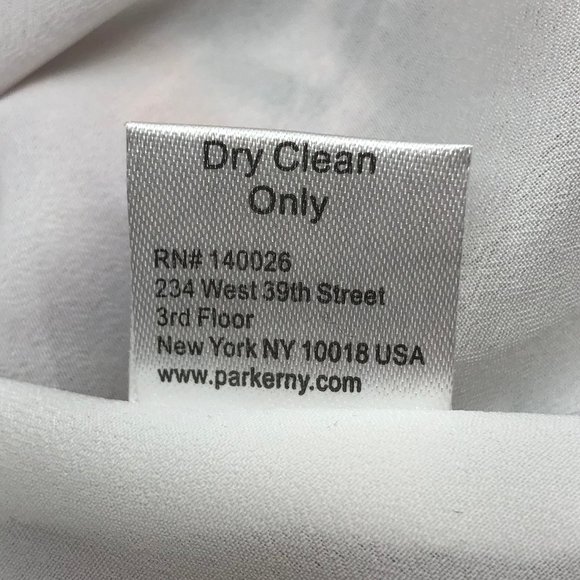 Dry Clean
Only
RN# 140026
234 West 39th Street
3rd Floor
New York NY 10018 USA
www.parkerny.com